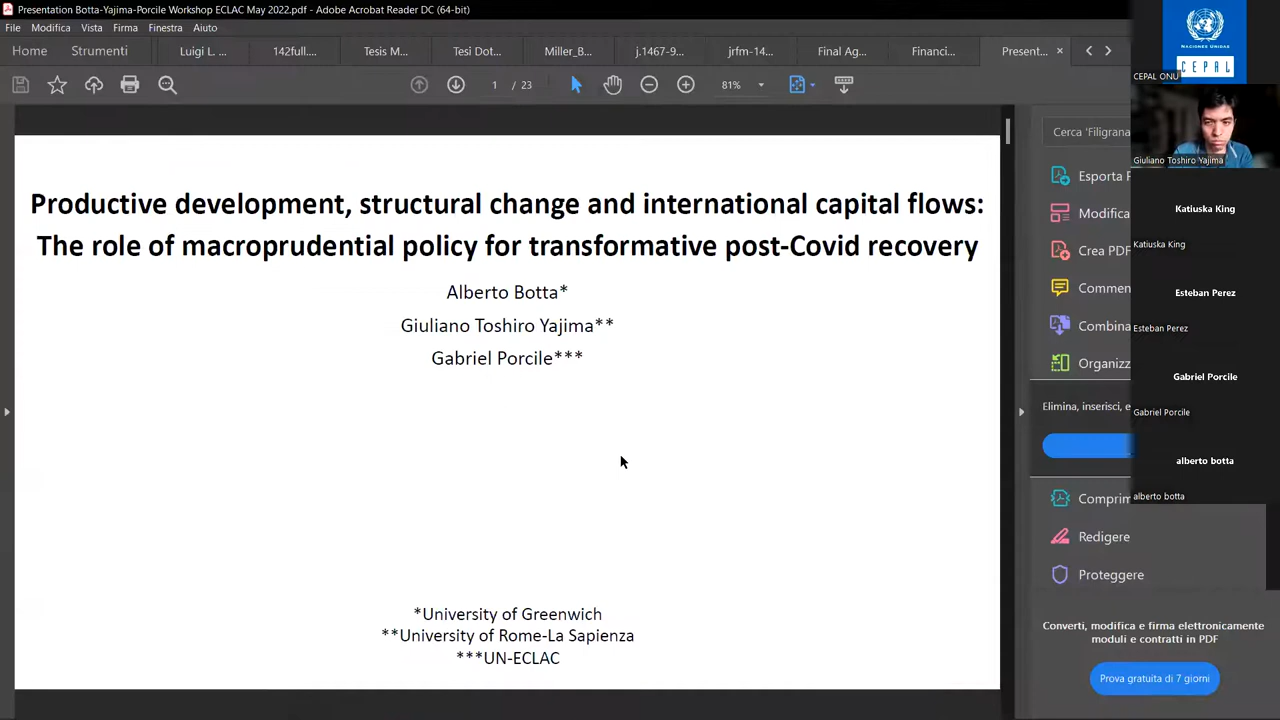 Presentation Botta-Yajima-Porcile Workshop ECLAC May 2022.pdf - Adobe Acrobat Reader DC (64-bit)
File Modifica Vista Firma Finestra Aiuto
Home Strumenti Luigi L. ... 142full.... Tesis M... Tesi Dot... Miller_B... j.1467-9... jrfm-14... Final Ag... Financi... Present... ×
1 / 23 81%
Productive development, structural change and international capital flows:
The role of macroprudential policy for transformative post-Covid recovery
Alberto Botta*
Giuliano Toshiro Yajima**
Gabriel Porcile***
*University of Greenwich
**University of Rome-La Sapienza
***UN-ECLAC
Cerca 'Filigrana
Esporta P
Modifica
Crea PDF
Commen
Combina
Organizz
Elimina, inserisci, e
Comprim
Redigere
Proteggere
Converti, modifica e firma elettronicamente
moduli e contratti in PDF
Prova gratuita di 7 giorni
NACIONES UNIDAS
CEPAL
CEPAL ONU
Giuliano Toshiro Yajima
Katiuska King
Katiuska King
Esteban Perez
Esteban Perez
Gabriel Porcile
Gabriel Porcile
alberto botta
alberto botta